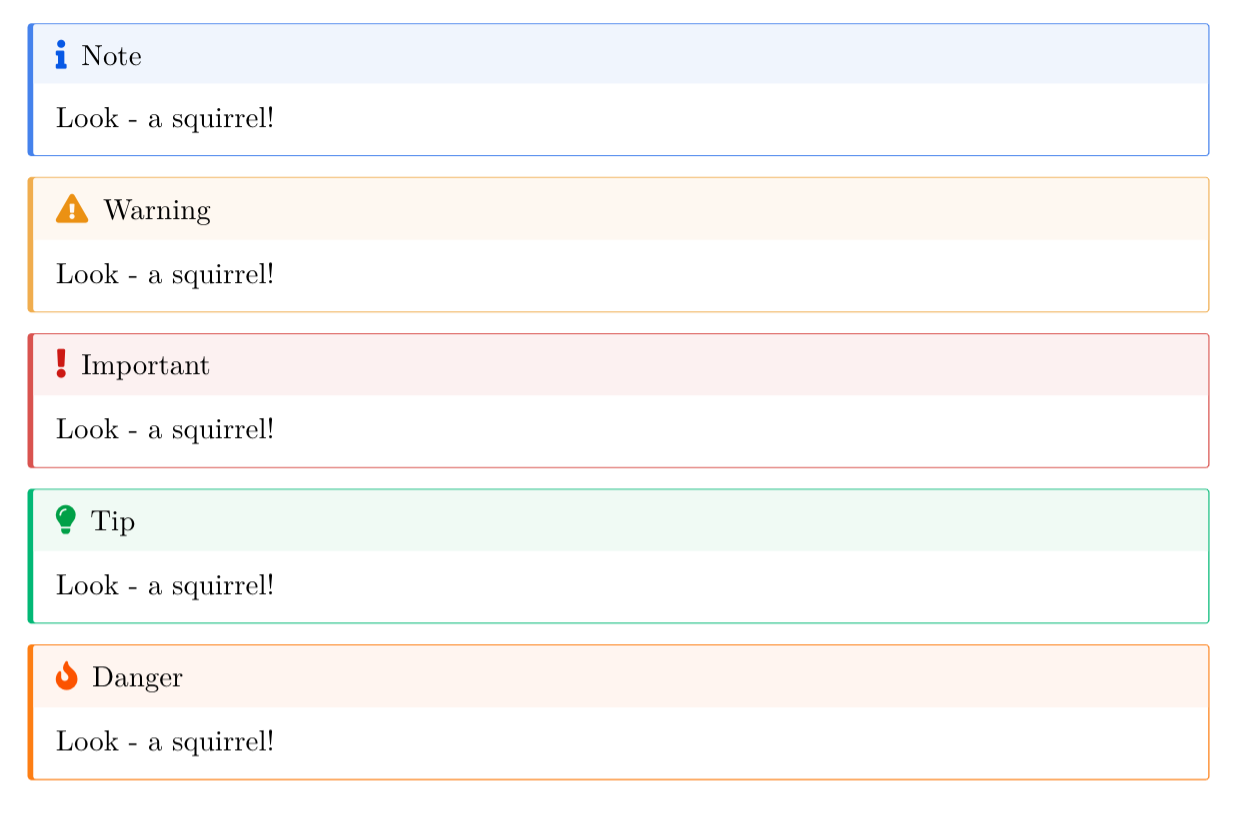 Note
Look - a squirrel!
Warning
Look - a squirrel!
Important
Look - a squirrel!
Tip
Look - a squirrel!
Danger
Look - a squirrel!